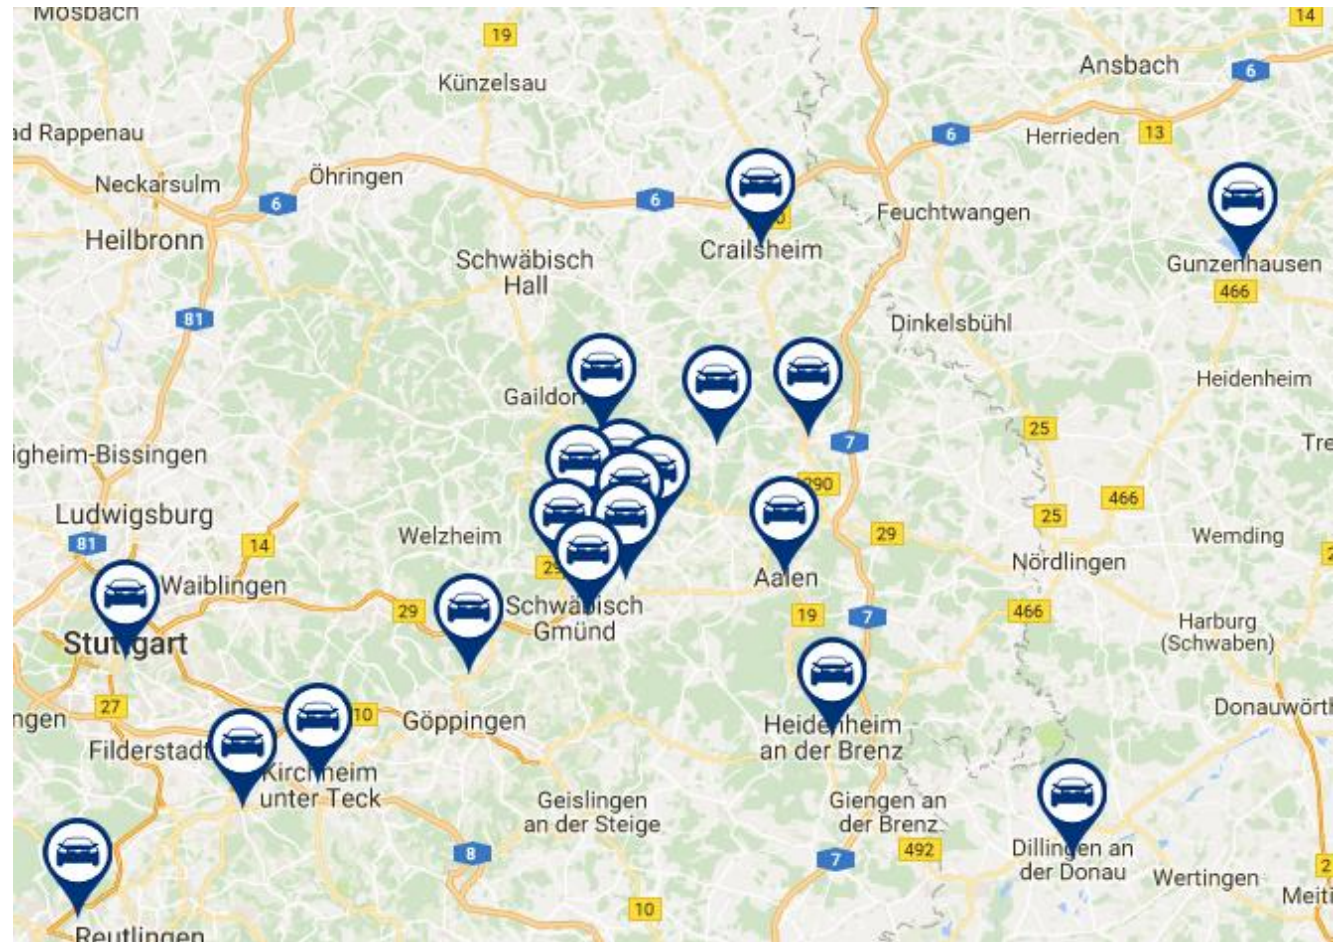 Mosbach
14
19
Ansbach
6
Künzelsau
ad Rappenau
6
Herrieden
13
Neckarsulm
Öhringen
6
6
Feuchtwangen
Heilbronn
Crailsheim
Schwäbisch
Hall
Gunzenhausen
466
81
Dinkelsbühl
Heidenheim
Gaildorf
25
7
Tre
igheim-Bissingen
290
466
Ludwigsburg
25
Welzheim
29
Wemding
81
14
29
Nördlingen
Aalen
Waiblingen
29
Schwäbisch
Gmünd
19
7
466
Harburg
(Schwaben)
Stuttgart
27
10
ngen
Göppingen
Heidenheim
an der Brenz
Donauwörth
Filderstadt
Kirchheim
unter Teck
Geislingen
an der Steige
Giengen an
der Brenz
8
7
492
Dillingen an
der Donau
Wertingen
2
Meiti
10
Reutlingen